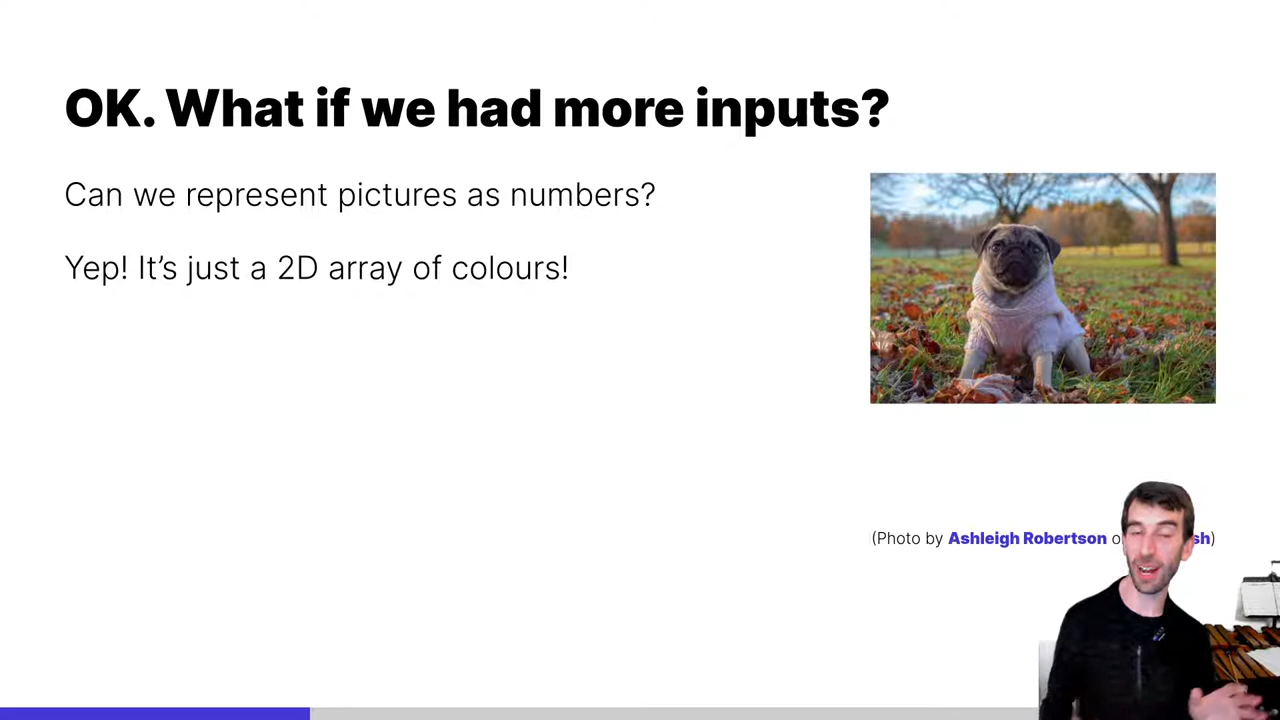 OK. What if we had more inputs?
Can we represent pictures as numbers?
Yep! It’s just a 2D array of colours!
(Photo by Ashleigh Robertson o sh)